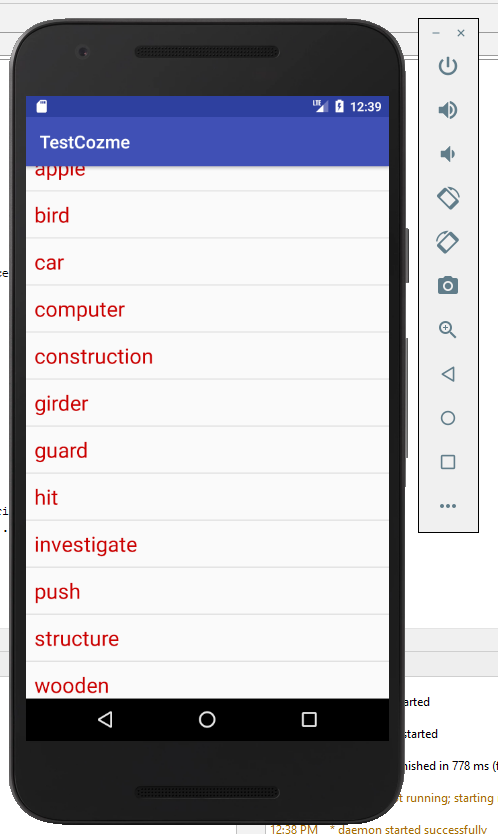 LTE 12:39
TestCozme
apple
bird
car
computer
construction
girder
guard
hit
investigate
push
structure
wooden
arted
started
nished in 778 ms (
t running; starting
12:38 PM * daemon started successfully